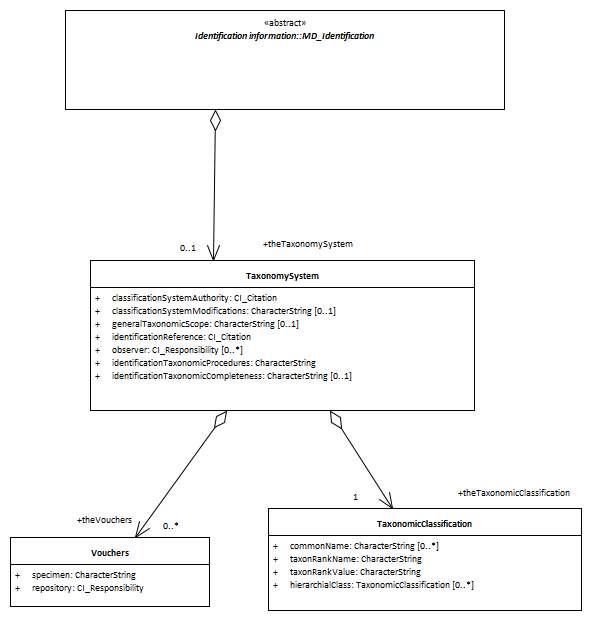 «abstract»
Identification information::MD_Identification
0..1
+theTaxonomySystem
TaxonomySystem
+ classificationSystemAuthority: CI_Citation
+ classificationSystemModifications: CharacterString [0..1]
+ generalTaxonomicScope: CharacterString [0..1]
+ identificationReference: CI_Citation
+ observer: CI_Responsibility [0..*]
+ identificationTaxonomicProcedures: CharacterString
+ identificationTaxonomicCompleteness: CharacterString [0..1]
+theVouchers
0..*
1
+theTaxonomicClassification
Vouchers
+ specimen: CharacterString
+ repository: CI_Responsibility
TaxonomicClassification
+ commonName: CharacterString [0..*]
+ taxonRankName: CharacterString
+ taxonRankValue: CharacterString
+ hierarchialClass: TaxonomicClassification [0..*]